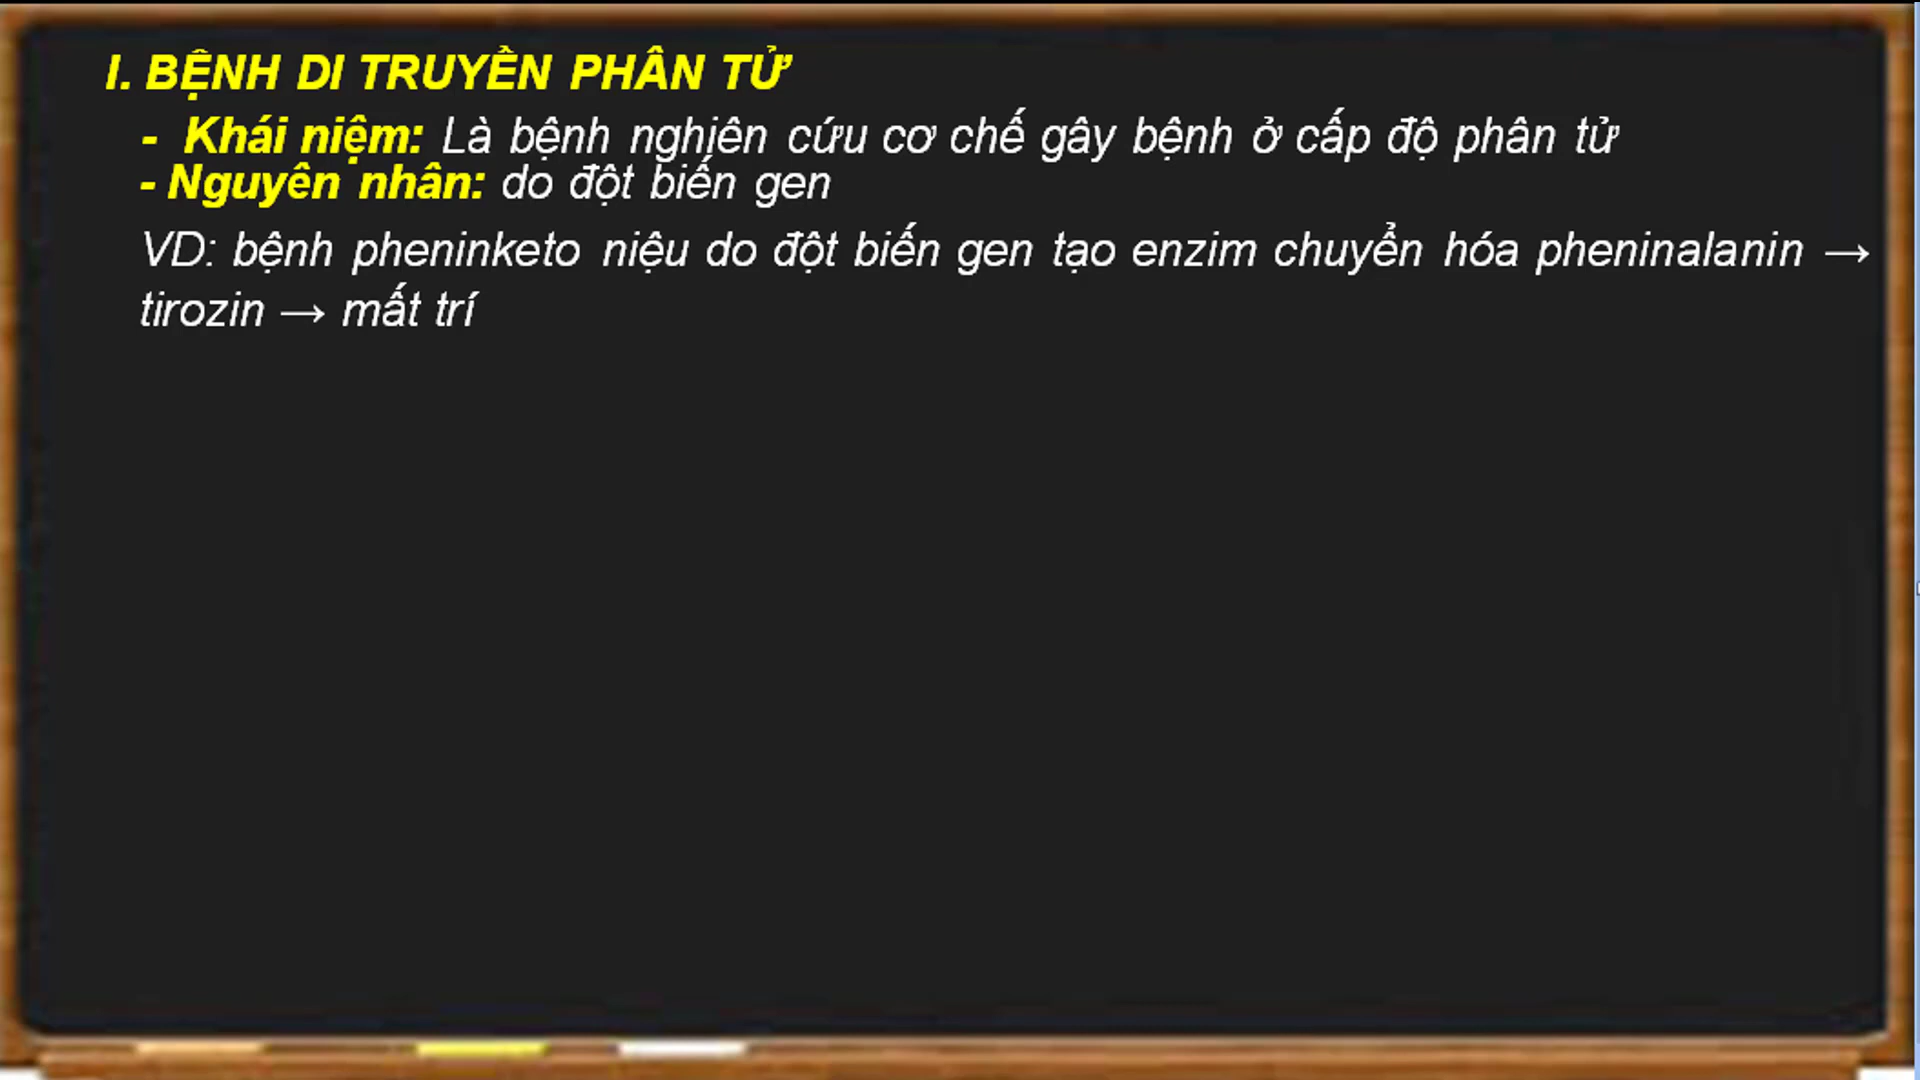 I. BỆNH DI TRUYỀN PHÂN TỬ
- Khái niệm: Là bệnh nghiên cứu cơ chế gây bệnh ở cấp độ phân tử
- Nguyên nhân: do đột biến gen
VD: bệnh pheninketo niệu do đột biến gen tạo enzim chuyển hóa pheninalanin →
tirozin → mất trí